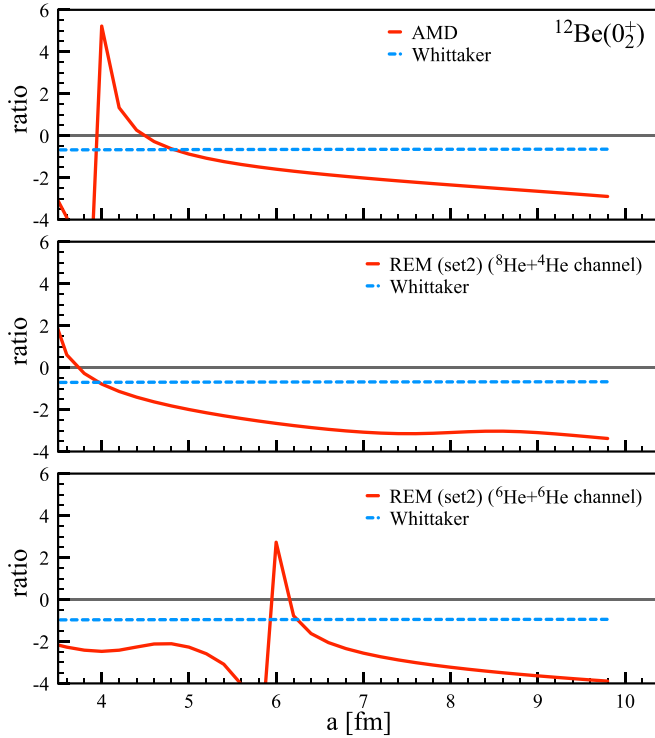 6
4
2
0
-2
-4
ratio
AMD
Whittaker
¹²Be(0₂⁺)
6
4
2
0
-2
-4
ratio
REM (set2) (⁸He+⁴He channel)
Whittaker
6
4
2
0
-2
-4
ratio
REM (set2) (⁶He+⁶He channel)
Whittaker
4 5 6 7 8 9 10
a [fm]